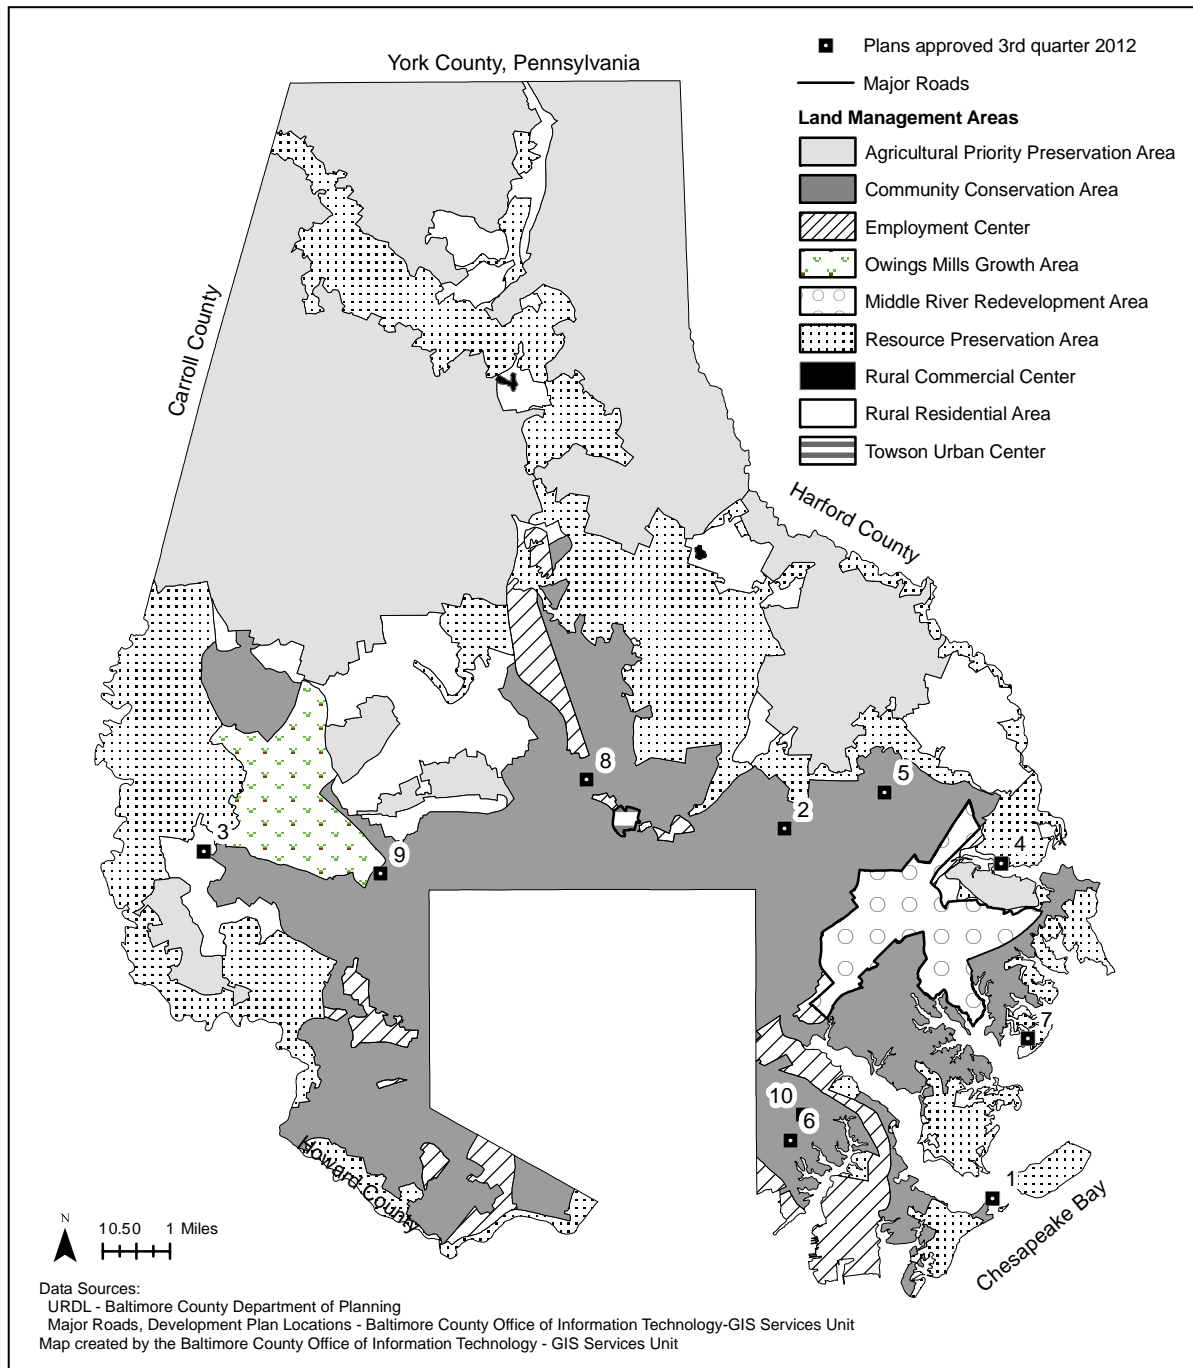 York County, Pennsylvania
Plans approved 3rd quarter 2012
Major Roads
Land Management Areas
Agricultural Priority Preservation Area
Community Conservation Area
Employment Center
Owings Mills Growth Area
Middle River Redevelopment Area
Resource Preservation Area
Rural Commercial Center
Rural Residential Area
Towson Urban Center
Carroll County
Harford County
8
5
2
3
9
4
7
10
6
1
Howard County
Chesapeake Bay
N
10.50 1 Miles
Data Sources:
URDL - Baltimore County Department of Planning
Major Roads, Development Plan Locations - Baltimore County Office of Information Technology-GIS Services Unit
Map created by the Baltimore County Office of Information Technology - GIS Services Unit